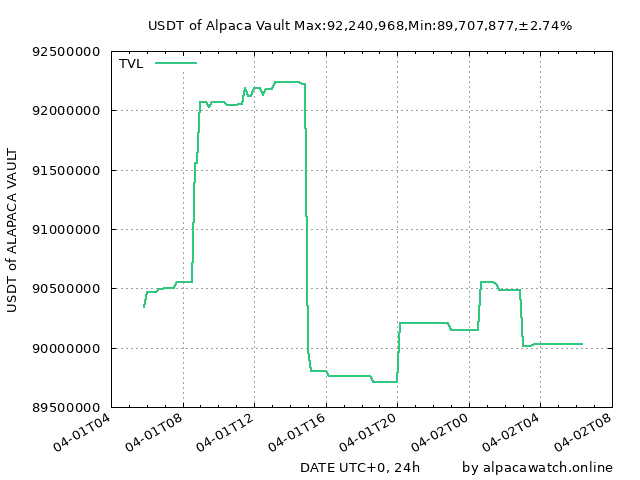 USDT of Alpaca Vault Max:92,240,968,Min:89,707,877,±2.74%
TVL
92500000
92000000
91500000
91000000
90500000
90000000
89500000
USDT of ALAPACA VAULT
04-01T04
04-01T08
04-01T12
04-01T16
04-01T20
04-02T00
04-02T04
04-02T08
DATE UTC+0, 24h
by alpacawatch.online